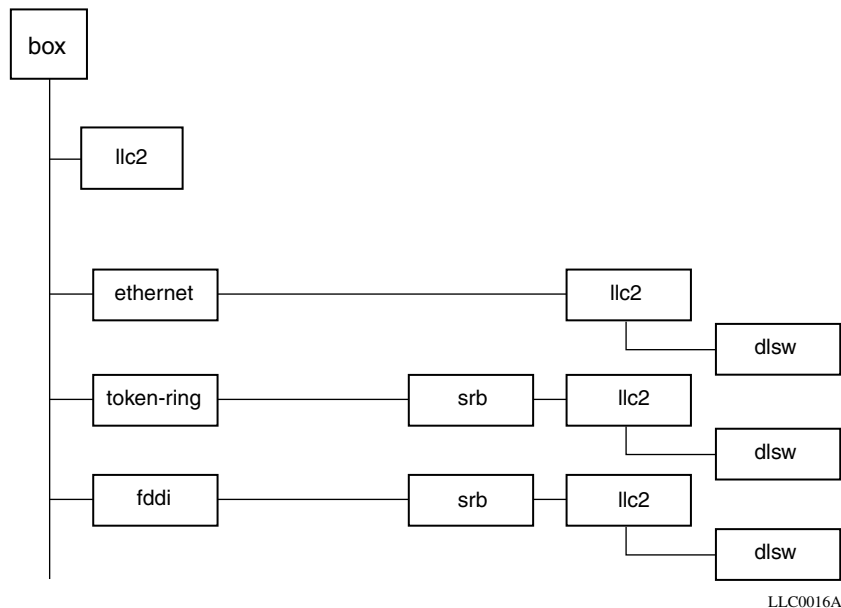 box
llc2
ethernet
llc2
dlsw
token-ring
srb
llc2
dlsw
fddi
srb
llc2
dlsw
LLC0016A